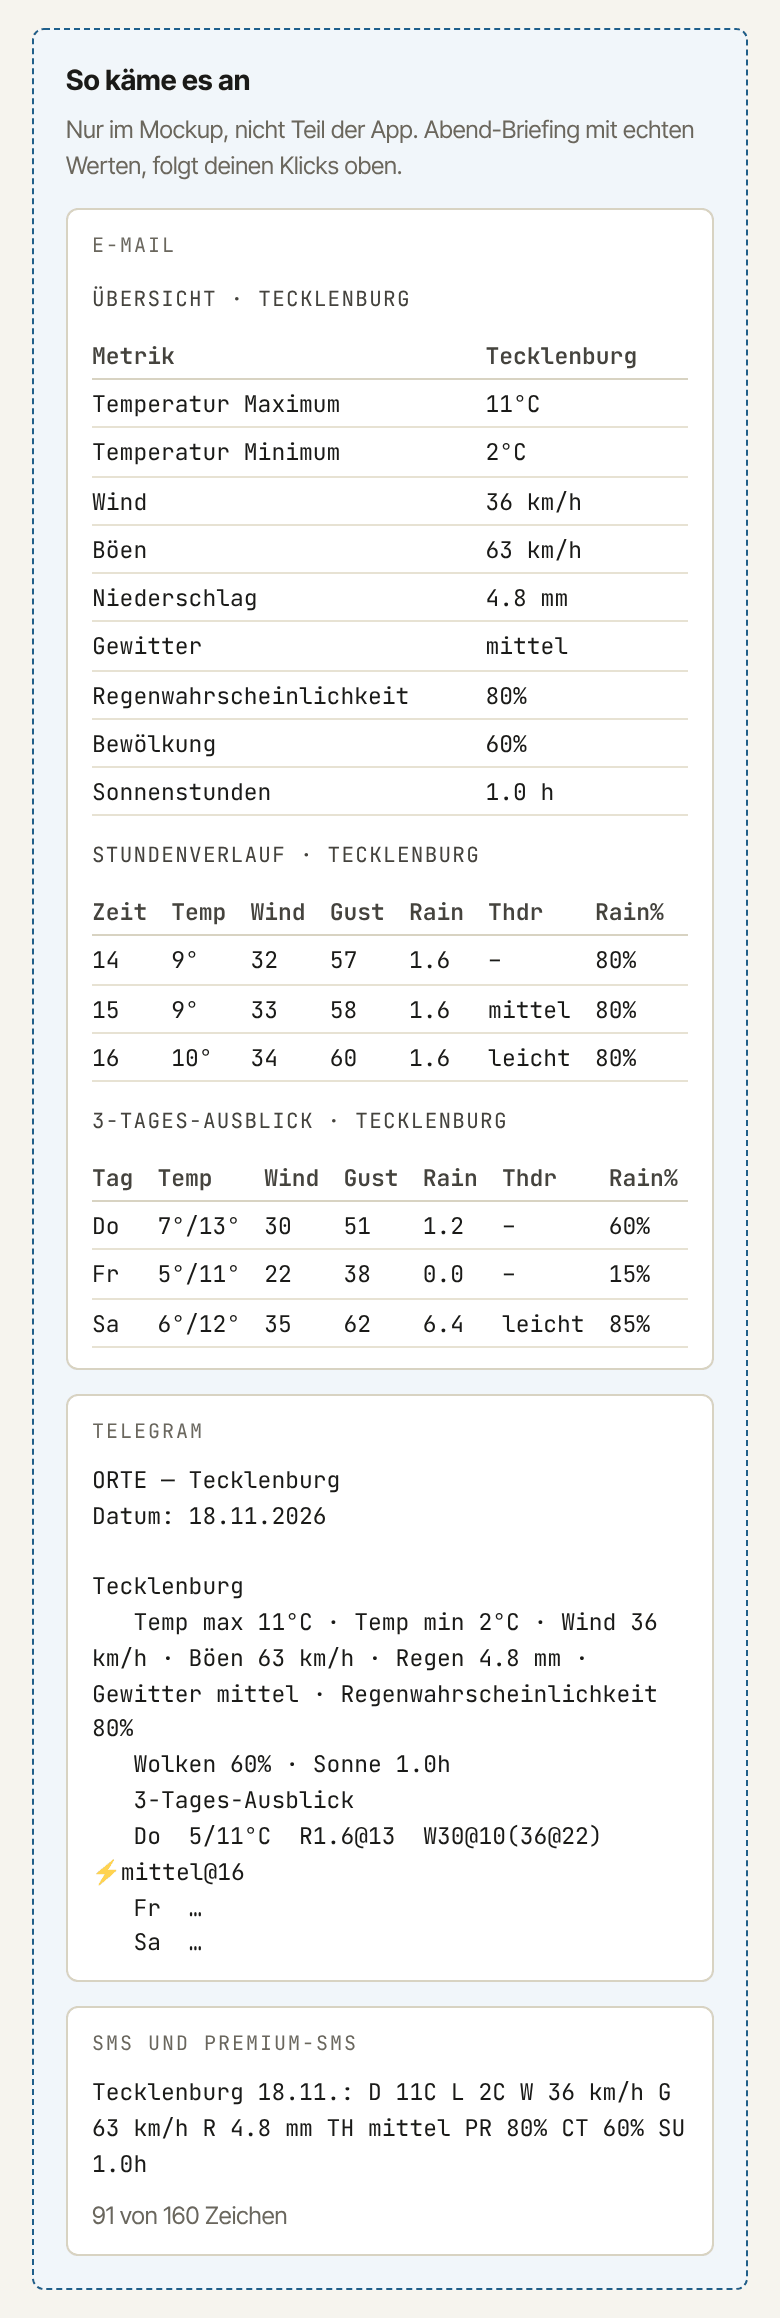 So käme es an
Nur im Mockup, nicht Teil der App. Abend-Briefing mit echten
Werten, folgt deinen Klicks oben.
E-MAIL
ÜBERSICHT · TECKLENBURG
Metrik Tecklenburg
Temperatur Maximum 11°C
Temperatur Minimum 2°C
Wind 36 km/h
Böen 63 km/h
Niederschlag 4.8 mm
Gewitter mittel
Regenwahrscheinlichkeit 80%
Bewölkung 60%
Sonnenstunden 1.0 h
STUNDENVERLAUF · TECKLENBURG
Zeit Temp Wind Gust Rain Thdr Rain%
14 9° 32 57 1.6 – 80%
15 9° 33 58 1.6 mittel 80%
16 10° 34 60 1.6 leicht 80%
3-TAGES-AUSBLICK · TECKLENBURG
Tag Temp Wind Gust Rain Thdr Rain%
Do 7°/13° 30 51 1.2 – 60%
Fr 5°/11° 22 38 0.0 – 15%
Sa 6°/12° 35 62 6.4 leicht 85%
TELEGRAM
ORTE — Tecklenburg
Datum: 18.11.2026
Tecklenburg
Temp max 11°C · Temp min 2°C · Wind 36
km/h · Böen 63 km/h · Regen 4.8 mm ·
Gewitter mittel · Regenwahrscheinlichkeit
80%
Wolken 60% · Sonne 1.0h
3-Tages-Ausblick
Do 5/11°C R1.6@13 W30@10(36@22)
⚡mittel@16
Fr …
Sa …
SMS UND PREMIUM-SMS
Tecklenburg 18.11.: D 11C L 2C W 36 km/h G
63 km/h R 4.8 mm TH mittel PR 80% CT 60% SU
1.0h
91 von 160 Zeichen